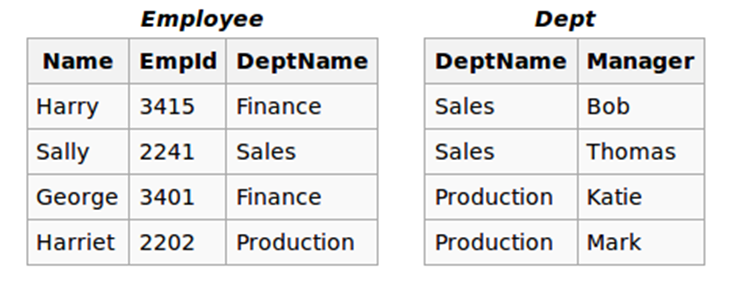 Employee Dept
Name EmpId DeptName DeptName Manager
Harry 3415 Finance Sales Bob
Sally 2241 Sales Sales Thomas
George 3401 Finance Production Katie
Harriet 2202 Production Production Mark